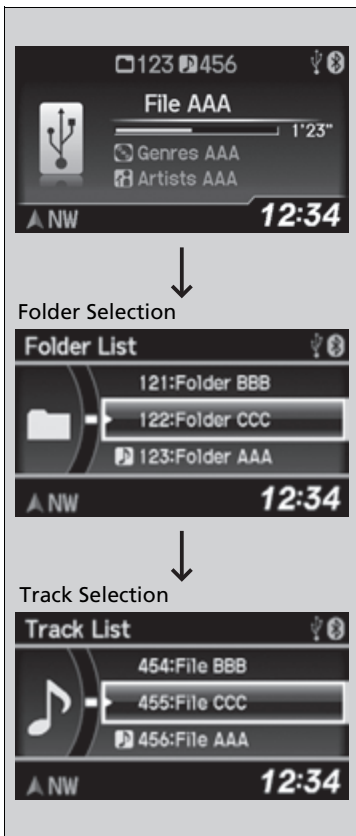 123 456
File AAA
1'23"
Genres AAA
Artists AAA
NW 12:34
Folder Selection
Folder List
121:Folder BBB
122:Folder CCC
123:Folder AAA
NW 12:34
Track Selection
Track List
454:File BBB
455:File CCC
456:File AAA
NW 12:34